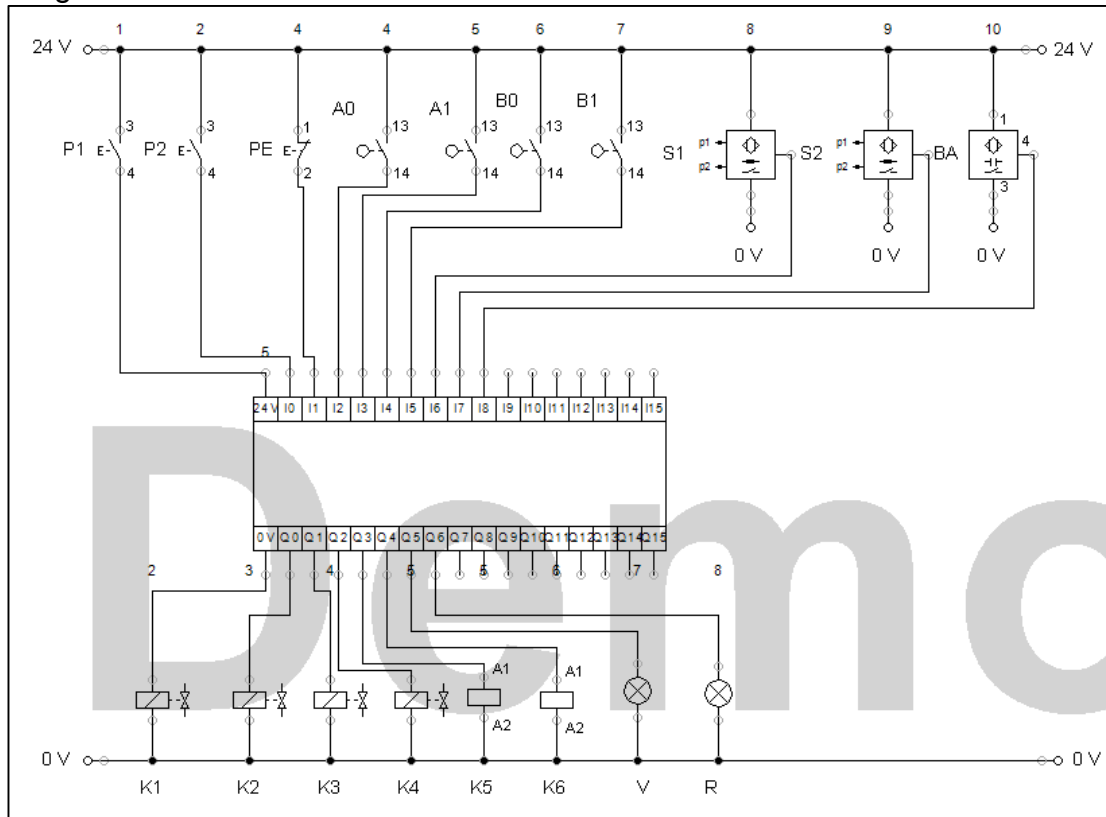 1 2 4 4 5 6 7 8 9 10
24 V 24 V
A0 A1 B0 B1
3 3 1 13 13 13 13 1
P1 E- P2 E- PE E- S1 p1 p2 S2 p1 p2 BA 4
4 4 2 14 14 14 14 3
0 V 0 V 0 V
5
24 V I0 I1 I2 I3 I4 I5 I6 I7 I8 I9 I10 I11 I12 I13 I14 I15
Demo
0 V Q0 Q1 Q2 Q3 Q4 Q5 Q6 Q7 Q8 Q9 Q10 Q11 Q12 Q13 Q14 Q15
2 3 4 5 5 6 7 8
A1 A1
A2 A2
0 V 0 V
K1 K2 K3 K4 K5 K6 V R